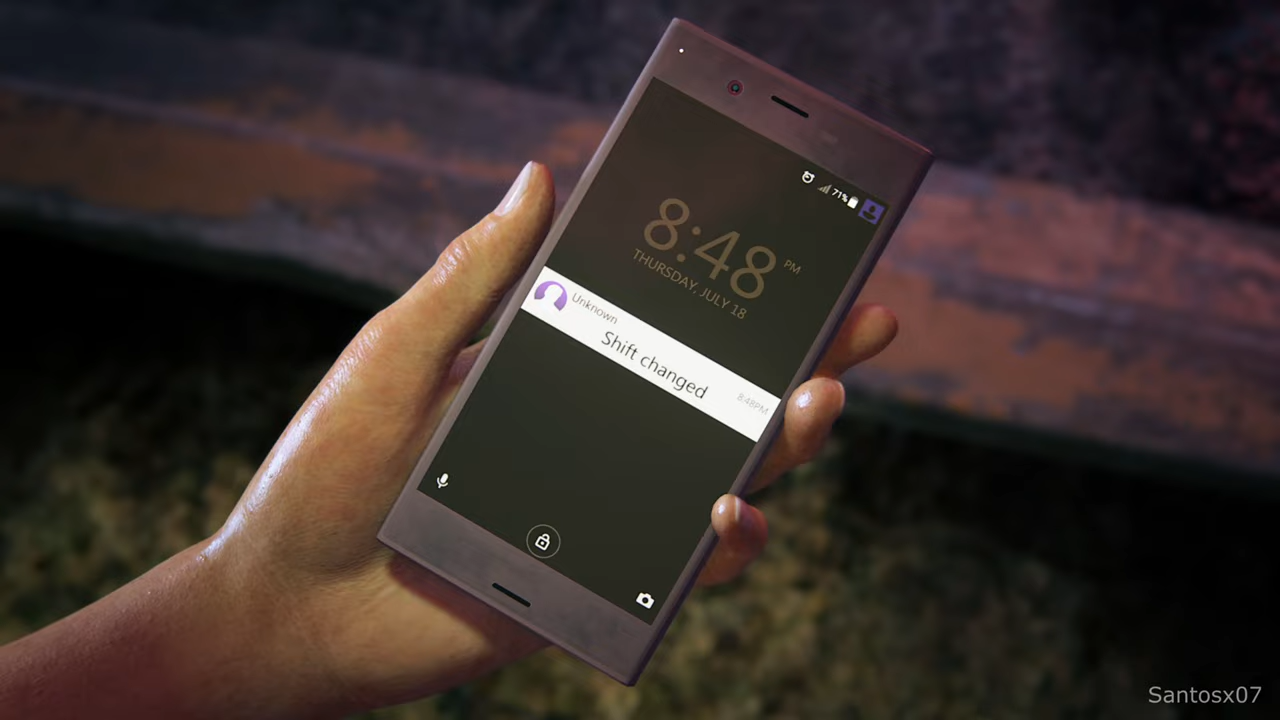 71%
8:48 PM
THURSDAY, JULY 18
Unknown
Shift changed
8:48PM
Santosx07